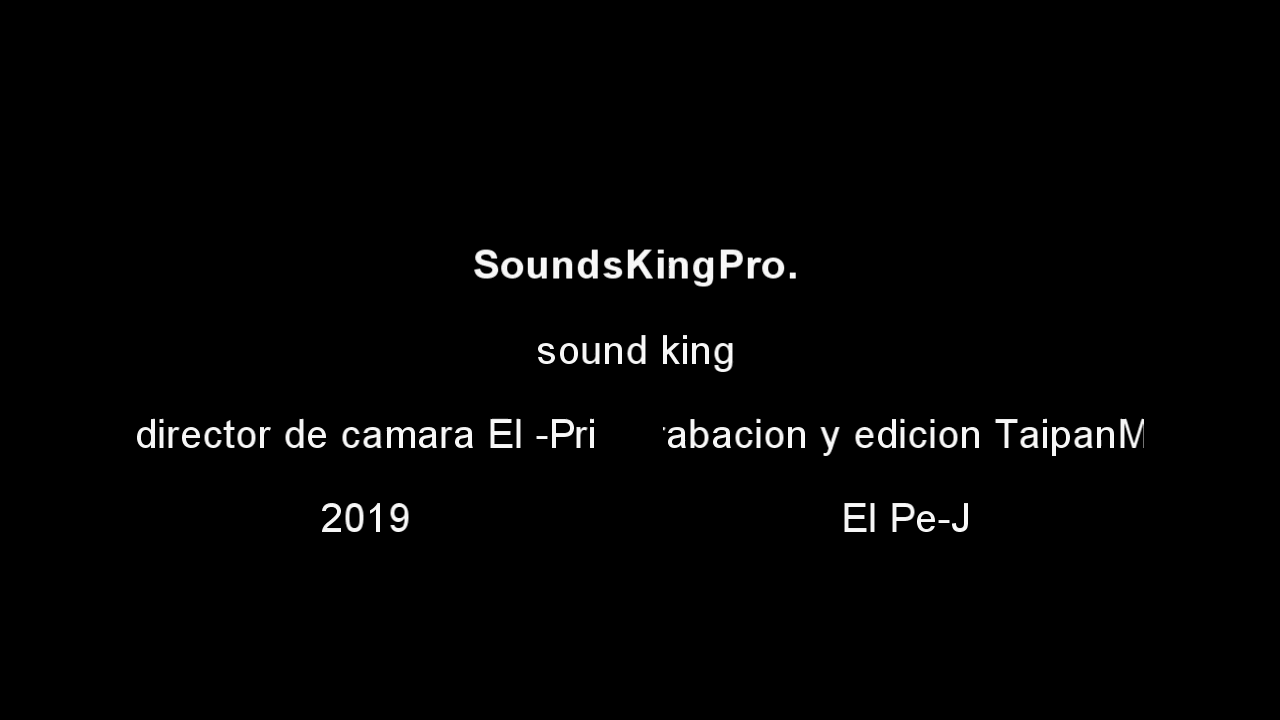 SoundsKingPro.
sound king
director de camara El -Pri
rabacion y edicion TaipanM
2019
El Pe-J